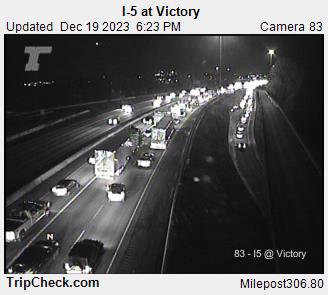 I-5 at Victory
Updated Dec 19 2023 6:23 PM Camera 83
T
N
83 - I5 @ Victory
TripCheck.com Milepost306.80